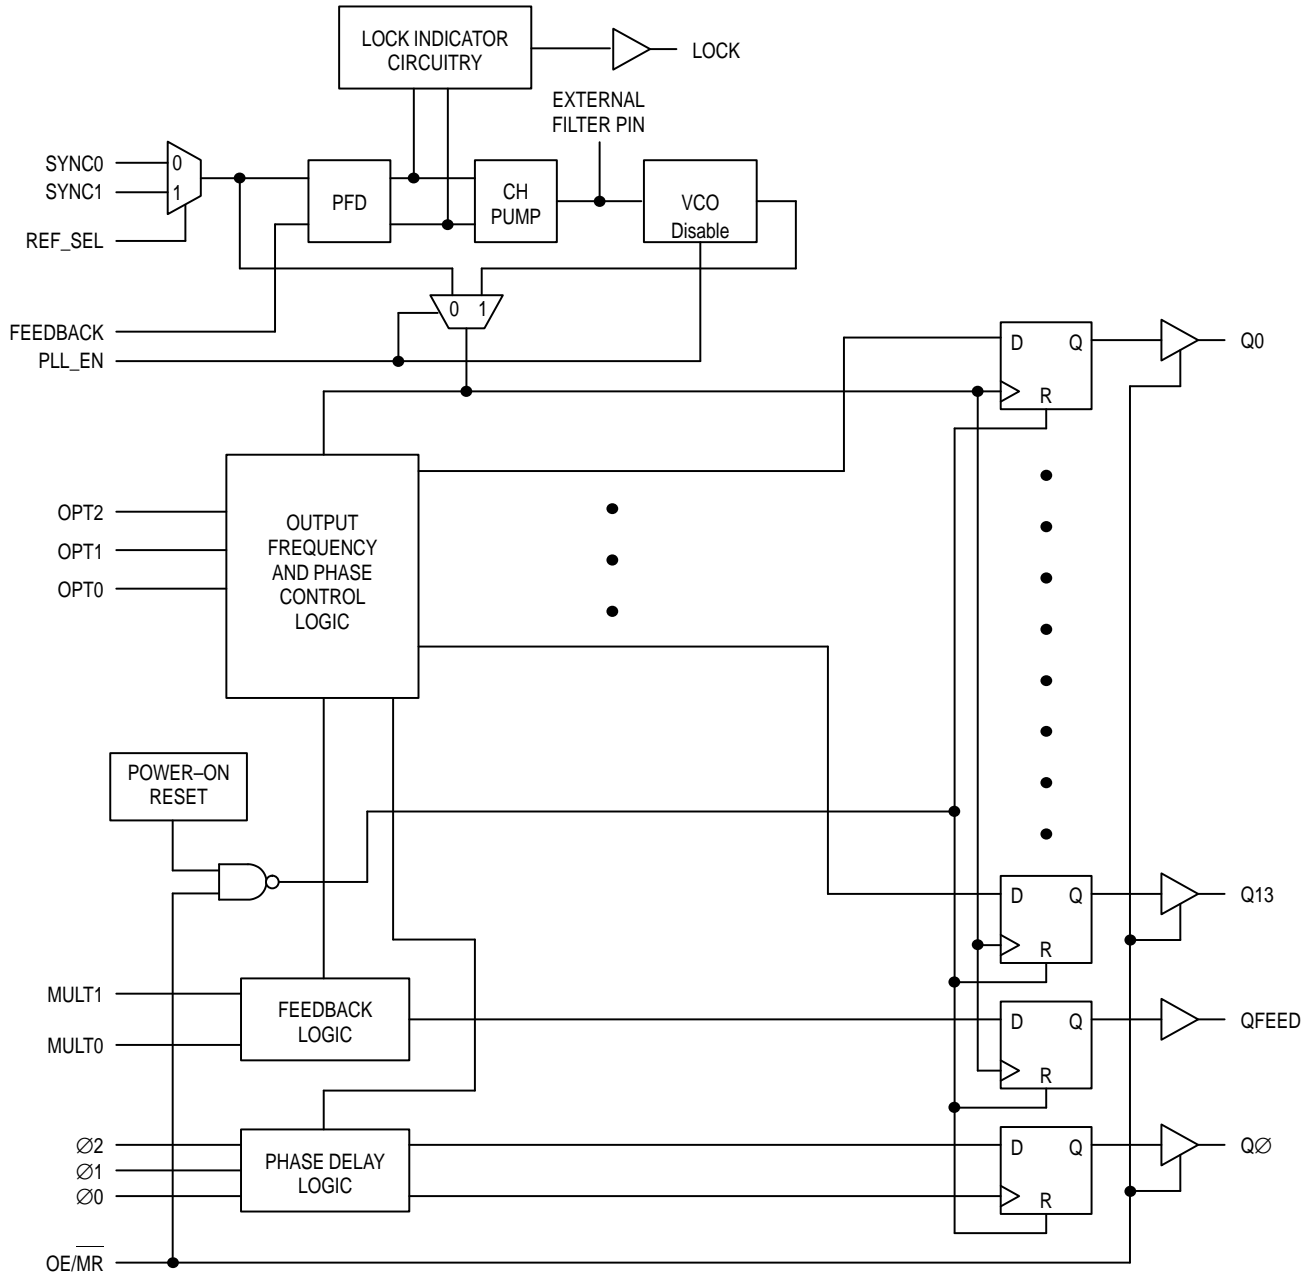 LOCK INDICATOR
CIRCUITRY
LOCK
EXTERNAL
FILTER PIN
SYNC0
SYNC1
0
1
PFD
CH
PUMP
VCO
Disable
REF_SEL
0 1
FEEDBACK
PLL_EN
D Q
R
Q0
OPT2
OPT1
OPT0
OUTPUT
FREQUENCY
AND PHASE
CONTROL
LOGIC
POWER–ON
RESET
D Q
R
Q13
MULT1
MULT0
FEEDBACK
LOGIC
D Q
R
QFEED
∅2
∅1
∅0
PHASE DELAY
LOGIC
D Q
R
Q∅
OE/M̅R̅